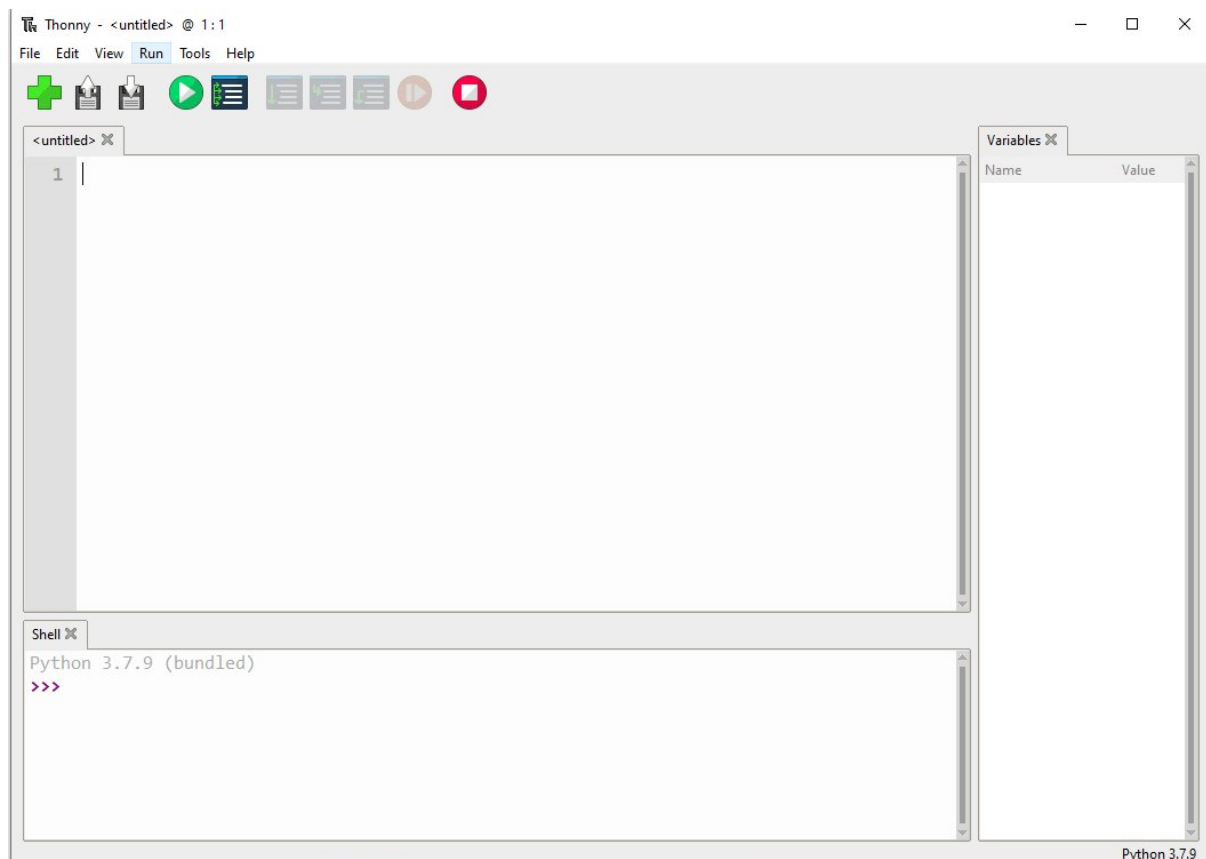 Thonny - <untitled> @ 1:1
File Edit View Run Tools Help
<untitled>
Variables
1
Name Value
Shell
Python 3.7.9 (bundled)
>>>
Python 3.7.9